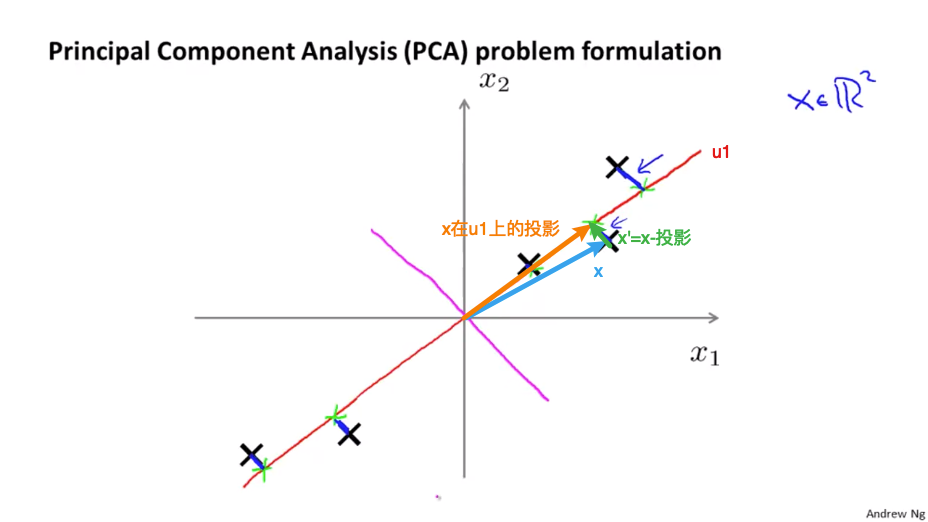 Principal Component Analysis (PCA) problem formulation
x₂
x∈ℝ²
u1
x在u1上的投影
x'=x-投影
x
x₁
Andrew Ng